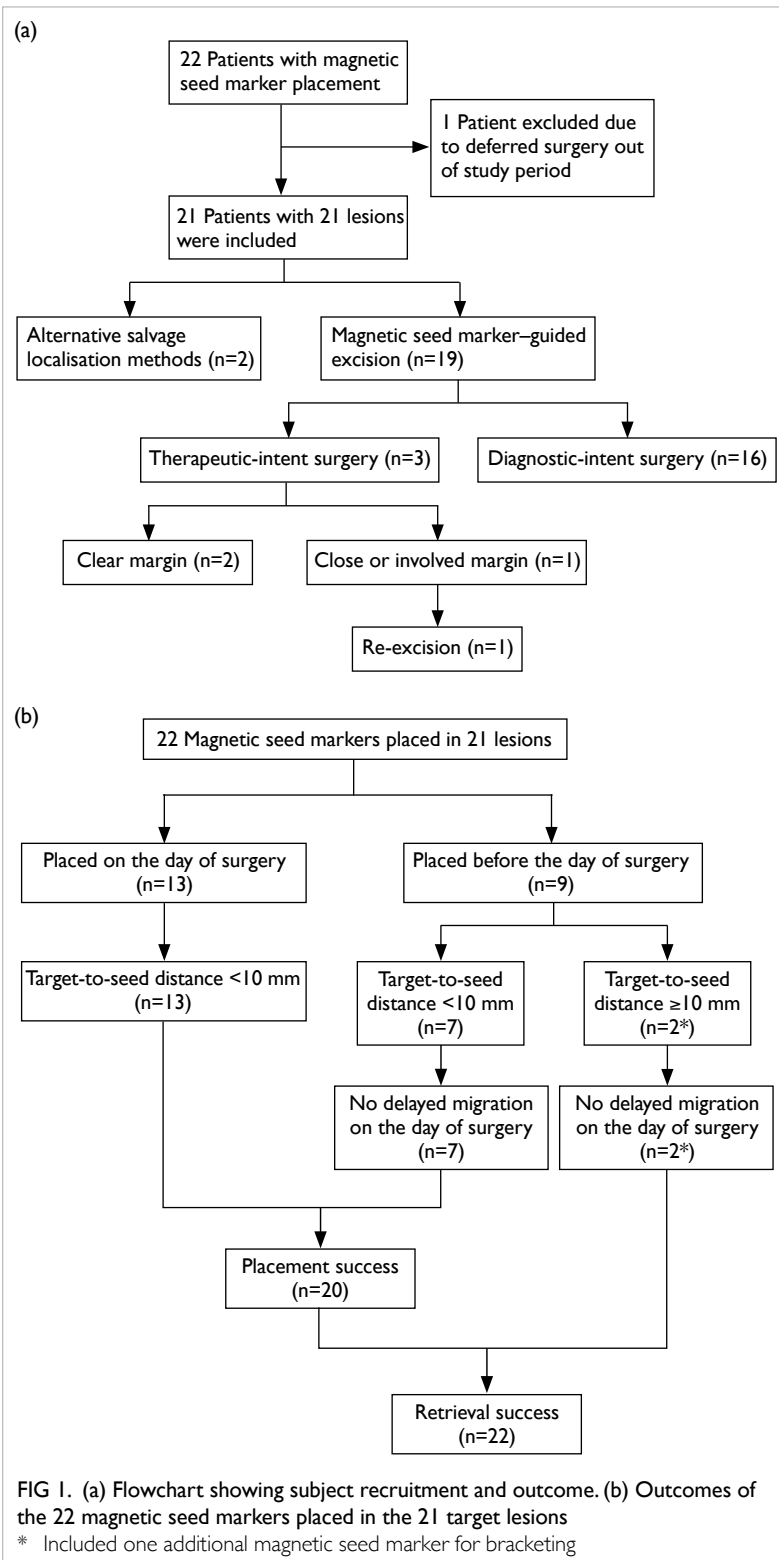 (a)
22 Patients with magnetic
seed marker placement
1 Patient excluded due
to deferred surgery out
of study period
21 Patients with 21 lesions
were included
Alternative salvage
localisation methods (n=2)
Magnetic seed marker–guided
excision (n=19)
Therapeutic-intent surgery (n=3)
Diagnostic-intent surgery (n=16)
Clear margin (n=2)
Close or involved margin (n=1)
Re-excision (n=1)
(b)
22 Magnetic seed markers placed in 21 lesions
Placed on the day of surgery
(n=13)
Placed before the day of surgery
(n=9)
Target-to-seed distance <10 mm
(n=13)
Target-to-seed
distance <10 mm
(n=7)
Target-to-seed
distance ≥10 mm
(n=2*)
No delayed migration
on the day of surgery
(n=7)
No delayed migration
on the day of surgery
(n=2*)
Placement success
(n=20)
Retrieval success
(n=22)
FIG 1. (a) Flowchart showing subject recruitment and outcome. (b) Outcomes of
the 22 magnetic seed markers placed in the 21 target lesions
* Included one additional magnetic seed marker for bracketing